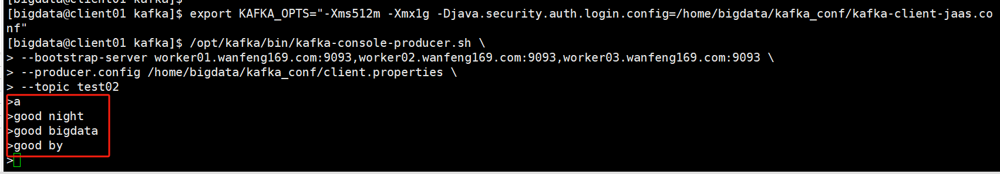 [bigdata@client01 kafka]$
[bigdata@client01 kafka]$ export KAFKA_OPTS="-Xms512m -Xmx1g -Djava.security.auth.login.config=/home/bigdata/kafka_conf/kafka-client-jaas.co
nf"
[bigdata@client01 kafka]$ /opt/kafka/bin/kafka-console-producer.sh \
> --bootstrap-server worker01.wanfeng169.com:9093,worker02.wanfeng169.com:9093,worker03.wanfeng169.com:9093 \
> --producer.config /home/bigdata/kafka_conf/client.properties \
> --topic test02
>a
>good night
>good bigdata
>good by
>